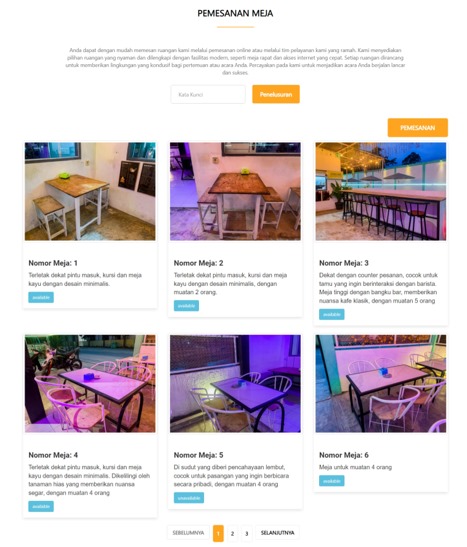 PEMESANAN MEJA
Anda dapat dengan mudah memesan ruangan kami melalui pemesanan online atau melalui tim pelayanan kami yang ramah. Kami menyediakan
pilihan ruangan yang nyaman dan dilengkapi dengan fasilitas modern, seperti meja rapat dan akses internet yang cepat. Setiap ruangan dirancang
untuk memberikan lingkungan yang kondusif bagi pertemuan atau acara Anda. Percayakan pada kami untuk menjadikan acara Anda berjalan lancar
dan sukses.
Kata Kunci
Penelusuran
PEMESANAN
Nomor Meja: 1
Terletak dekat pintu masuk, kursi dan meja
kayu dengan desain minimalis.
available
Nomor Meja: 2
Terletak dekat pintu masuk, kursi dan meja
kayu dengan desain minimalis, dengan
muatan 2 orang.
available
Nomor Meja: 3
Dekat dengan counter pesanan, cocok untuk
tamu yang ingin berinteraksi dengan barista.
Meja tinggi dengan bangku bar, memberikan
nuansa kafe klasik, dengan muatan 5 orang
available
Nomor Meja: 4
Terletak dekat pintu masuk, kursi dan meja
kayu dengan desain minimalis. Dikelilingi oleh
tanaman hias yang memberikan nuansa
segar, dengan muatan 4 orang
available
Nomor Meja: 5
Di sudut yang diberi pencahayaan lembut,
cocok untuk pasangan yang ingin berbicara
secara pribadi, dengan muatan 4 orang
unavailable
Nomor Meja: 6
Meja untuk muatan 4 orang
available
SEBELUMNYA 1 2 3 SELANJUTNYA